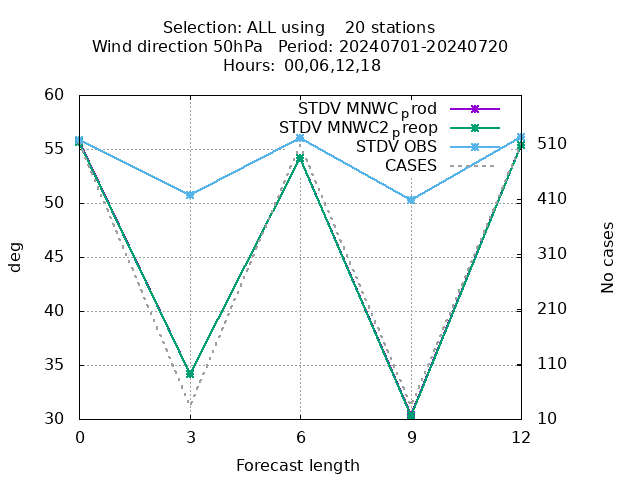 Selection: ALL using    20 stations
Wind direction 50hPa   Period: 20240701-20240720
Hours:  00,06,12,18
STDV MNWC_prod
STDV MNWC2_preop
STDV OBS
CASES
60
55
50
45
40
35
30
deg
510
410
310
210
110
10
No cases
0 3 6 9 12
Forecast length